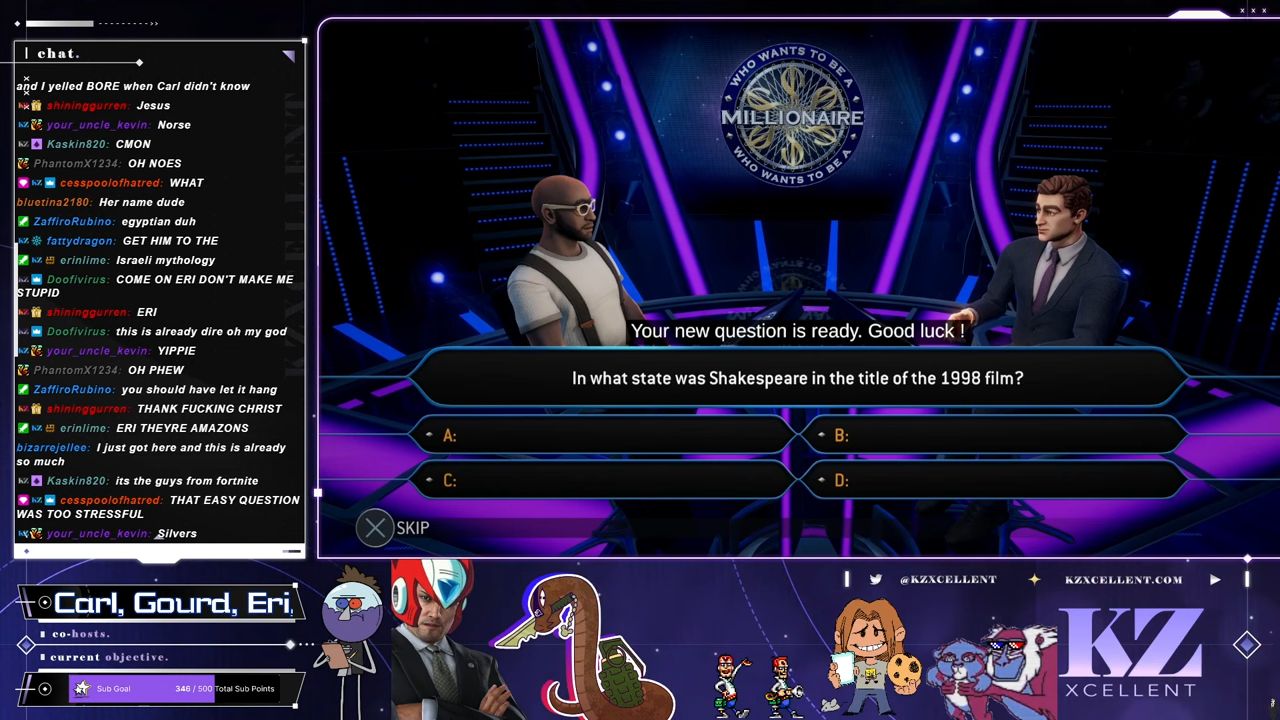 chat.
and I yelled BORE when Carl didn't know
shininggurren: Jesus
your_uncle_kevin: Norse
Kaskin820: CMON
PhantomX1234: OH NOES
cesspoolofhatred: WHAT
bluetina2180: Her name dude
ZaffiroRubino: egyptian duh
fattydragon: GET HIM TO THE
erinlime: Israeli mythology
Doofivirus: COME ON ERI DON'T MAKE ME
STUPID
shininggurren: ERI
Doofivirus: this is already dire oh my god
your_uncle_kevin: YIPPIE
PhantomX1234: OH PHEW
ZaffiroRubino: you should have let it hang
shininggurren: THANK FUCKING CHRIST
erinlime: ERI THEYRE AMAZONS
bizarrejellee: I just got here and this is already
so much
Kaskin820: its the guys from fortnite
cesspoolofhatred: THAT EASY QUESTION
WAS TOO STRESSFUL
your_uncle_kevin: Silvers
WHO WANTS TO BE A
MILLIONAIRE
WHO WANTS TO BE A
Your new question is ready. Good luck !
In what state was Shakespeare in the title of the 1998 film?
A:
B:
C:
D:
SKIP
Carl, Gourd, Eri,
co-hosts.
current objective.
Sub Goal 346 / 500 Total Sub Points
@KZXCELLENT
KZXCELLENT.COM
KZ
XCELLENT